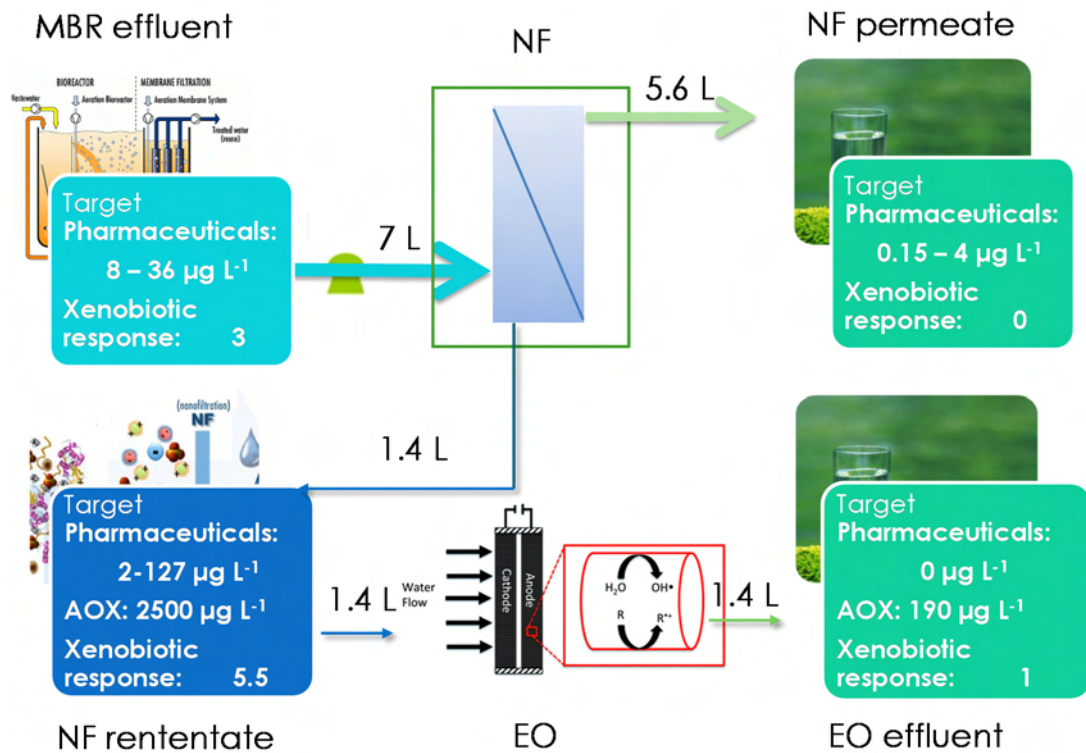 MBR effluent
NF
NF permeate
BIOREACTOR
MEMBRANE FILTRATION
Wastewater
Aeration Bioreactor
Aeration Membrane System
Treated water
(reuse)
5.6 L
7 L
Target
Pharmaceuticals:
8 – 36 µg L-1
Xenobiotic
response: 3
Target
Pharmaceuticals:
0.15 – 4 µg L-1
Xenobiotic
response: 0
(nanofiltration)
NF
1.4 L
Target
Pharmaceuticals:
2-127 µg L-1
AOX: 2500 µg L-1
Xenobiotic
response: 5.5
1.4 L
Water
Flow
Cathode
Anode
H2O
OH•
R
R•+
1.4 L
Target
Pharmaceuticals:
0 µg L-1
AOX: 190 µg L-1
Xenobiotic
response: 1
NF rententate
EO
EO effluent